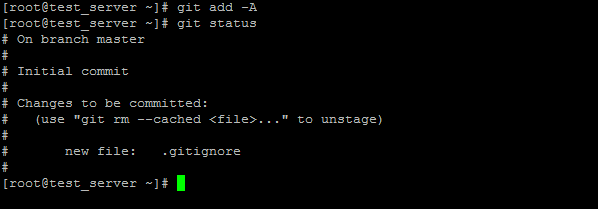 [root@test_server ~]# git add -A
[root@test_server ~]# git status
# On branch master
#
# Initial commit
#
# Changes to be committed:
#   (use "git rm --cached <file>..." to unstage)
#
#       new file:   .gitignore
#
[root@test_server ~]#